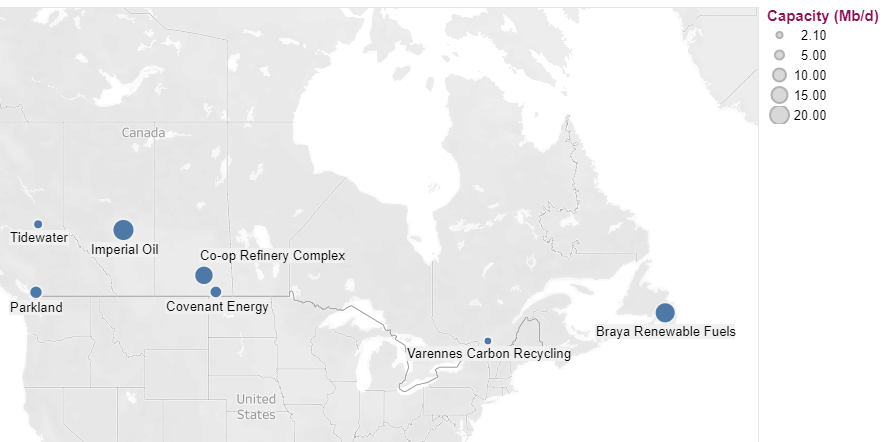 Capacity (Mb/d)
2.10
5.00
10.00
15.00
20.00
Canada
Tidewater
Imperial Oil
Co-op Refinery Complex
Parkland
Covenant Energy
Braya Renewable Fuels
Varennes Carbon Recycling
United
States